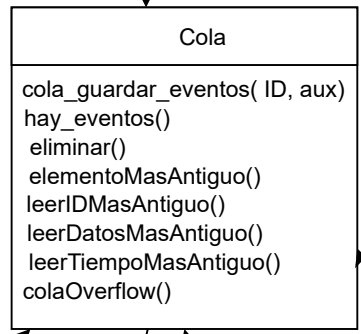 Cola
cola_guardar_eventos( ID, aux)
hay_eventos()
eliminar()
elementoMasAntiguo()
leerIDMasAntiguo()
leerDatosMasAntiguo()
leerTiempoMasAntiguo()
colaOverflow()